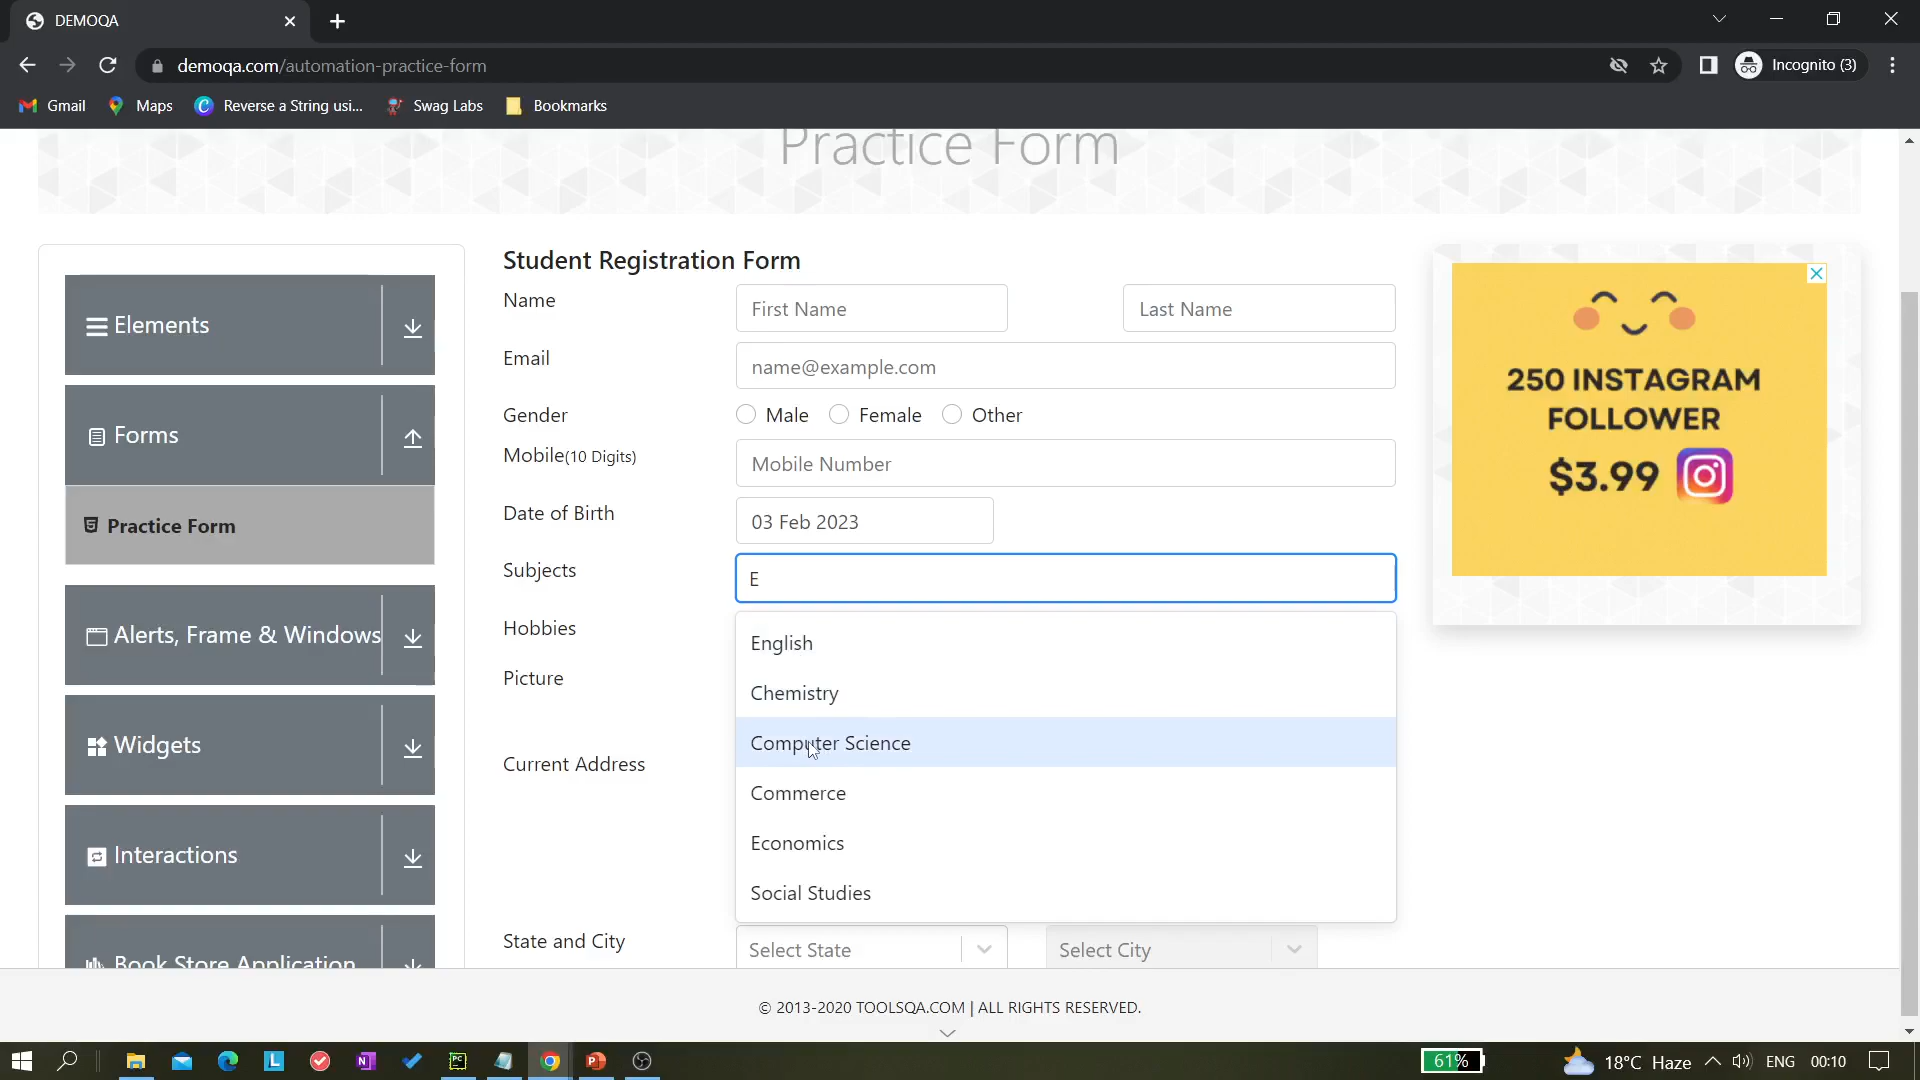 DEMOQA
demoqa.com/automation-practice-form
Incognito (3)
Gmail
Maps
Reverse a String usi...
Swag Labs
Bookmarks
Practice Form
Elements
Forms
Practice Form
Alerts, Frame & Windows
Widgets
Interactions
Book Store Application
Student Registration Form
Name
First Name
Last Name
Email
name@example.com
Gender
Male
Female
Other
Mobile(10 Digits)
Mobile Number
Date of Birth
03 Feb 2023
Subjects
E
Hobbies
English
Picture
Chemistry
Computer Science
Current Address
Commerce
Economics
Social Studies
State and City
Select State
Select City
250 INSTAGRAM
FOLLOWER
$3.99
© 2013-2020 TOOLSQA.COM | ALL RIGHTS RESERVED.
61%
18°C Haze
ENG
00:10